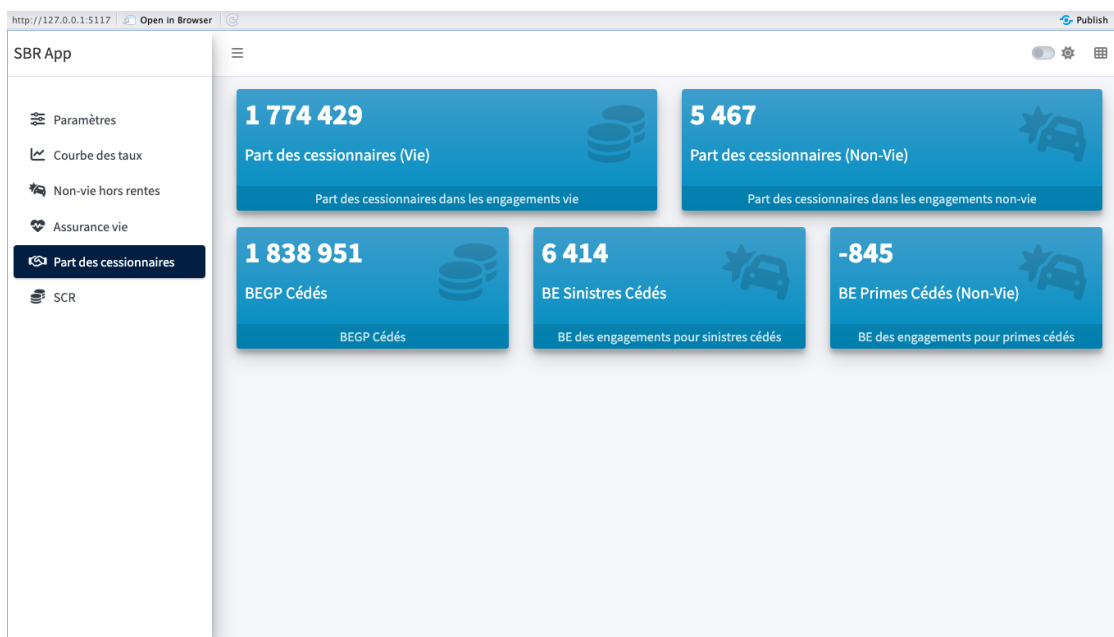 http://127.0.0.1:5117 Open in Browser Publish
SBR App
Paramètres
Courbe des taux
Non-vie hors rentes
Assurance vie
Part des cessionnaires
SCR
1 774 429
Part des cessionnaires (Vie)
Part des cessionnaires dans les engagements vie
5 467
Part des cessionnaires (Non-Vie)
Part des cessionnaires dans les engagements non-vie
1 838 951
BEGP Cédés
BEGP Cédés
6 414
BE Sinistres Cédés
BE des engagements pour sinistres cédés
-845
BE Primes Cédés (Non-Vie)
BE des engagements pour primes cédés